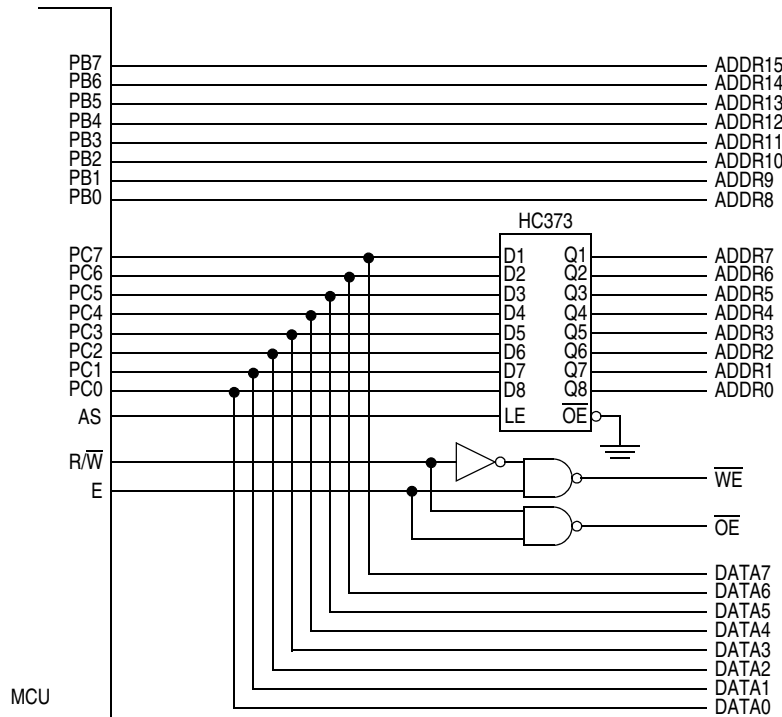 PB7 ADDR15
PB6 ADDR14
PB5 ADDR13
PB4 ADDR12
PB3 ADDR11
PB2 ADDR10
PB1 ADDR9
PB0 ADDR8
HC373
PC7 D1 Q1 ADDR7
PC6 D2 Q2 ADDR6
PC5 D3 Q3 ADDR5
PC4 D4 Q4 ADDR4
PC3 D5 Q5 ADDR3
PC2 D6 Q6 ADDR2
PC1 D7 Q7 ADDR1
PC0 D8 Q8 ADDR0
AS LE O̅E̅
R/W̅
W̅E̅
E
O̅E̅
DATA7
DATA6
DATA5
DATA4
DATA3
DATA2
MCU DATA1
DATA0